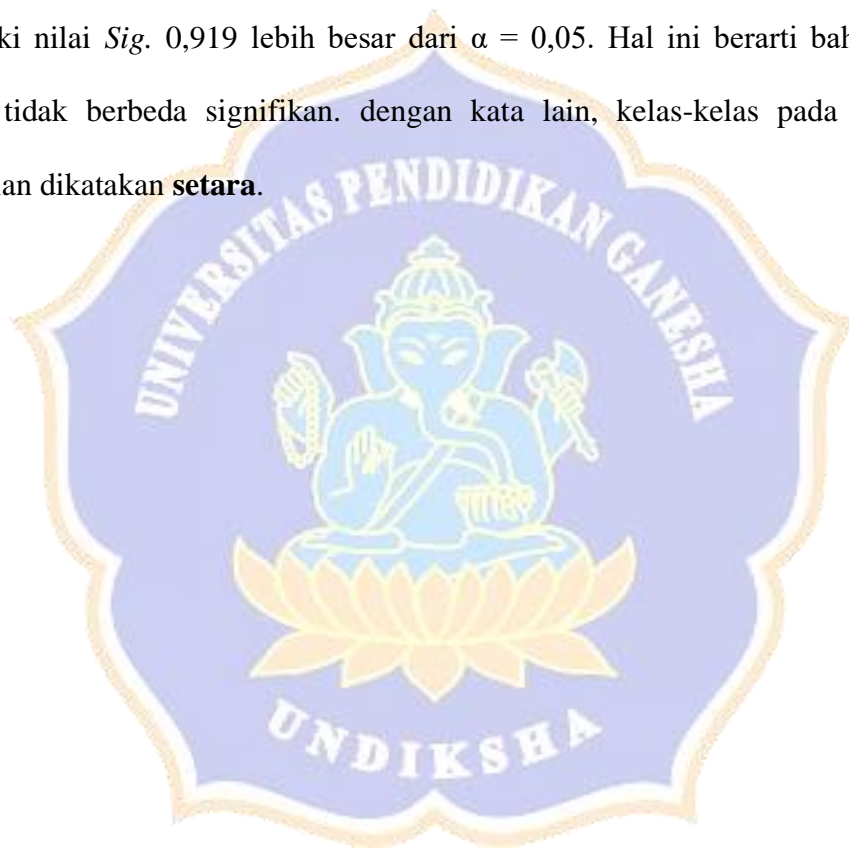 ki nilai Sig. 0,919 lebih besar dari α = 0,05. Hal ini berarti bah
tidak berbeda signifikan. dengan kata lain, kelas-kelas pada
an dikatakan setara.
UNIVERSITAS PENDIDIKAN GANESHA
UNDIKSHA